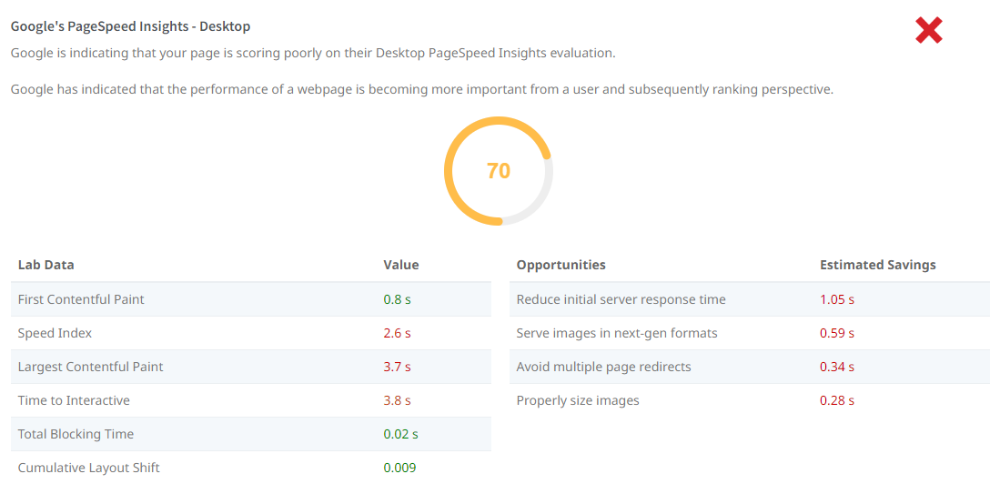 Google's PageSpeed Insights - Desktop
Google is indicating that your page is scoring poorly on their Desktop PageSpeed Insights evaluation.
Google has indicated that the performance of a webpage is becoming more important from a user and subsequently ranking perspective.
70
Lab Data Value
First Contentful Paint 0.8 s
Speed Index 2.6 s
Largest Contentful Paint 3.7 s
Time to Interactive 3.8 s
Total Blocking Time 0.02 s
Cumulative Layout Shift 0.009
Opportunities Estimated Savings
Reduce initial server response time 1.05 s
Serve images in next-gen formats 0.59 s
Avoid multiple page redirects 0.34 s
Properly size images 0.28 s